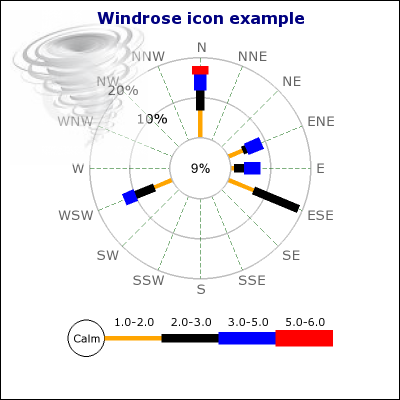 Windrose icon example
N
NNW NNE
NW NE
20%
WNW 10% ENE
W 9% E
WSW ESE
SW SE
SSW SSE
S
1.0-2.0 2.0-3.0 3.0-5.0 5.0-6.0
Calm